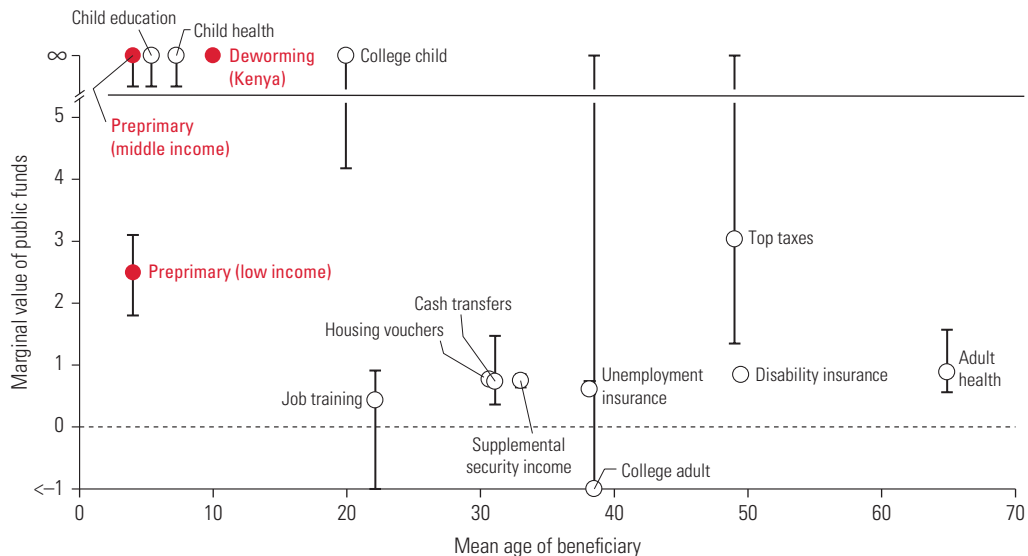 Child education
Child health
∞
Deworming
(Kenya)
College child
5
Preprimary
(middle income)
4
3
Preprimary (low income)
Top taxes
2
Cash transfers
Housing vouchers
1
Job training
Unemployment
insurance
Disability insurance
Adult
health
Supplemental
security income
0
College adult
<–1
0 10 20 30 40 50 60 70
Mean age of beneficiary
Marginal value of public funds